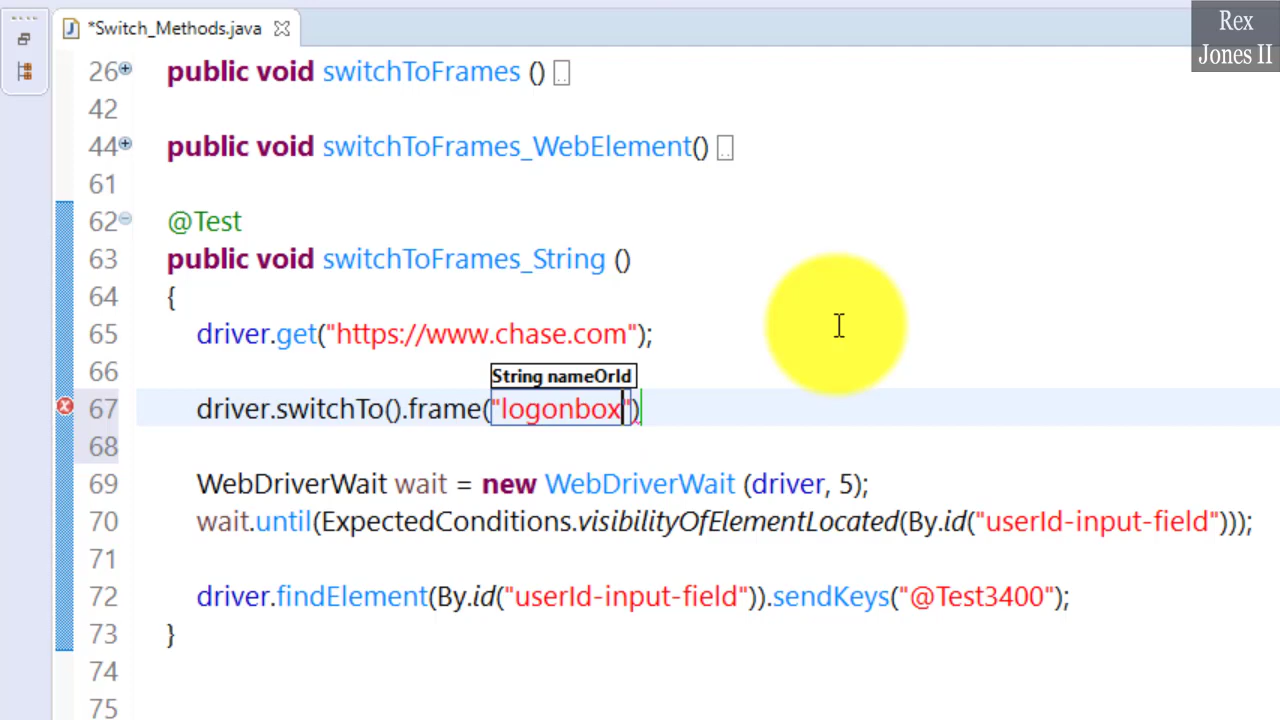 *Switch_Methods.java
Rex
Jones II
26 public void switchToFrames ()
42
44 public void switchToFrames_WebElement()
61
62 @Test
63 public void switchToFrames_String ()
64 {
65 driver.get("https://www.chase.com");
66
String nameOrId
67 driver.switchTo().frame("logonbox")
68
69 WebDriverWait wait = new WebDriverWait (driver, 5);
70 wait.until(ExpectedConditions.visibilityOfElementLocated(By.id("userId-input-field")));
71
72 driver.findElement(By.id("userId-input-field")).sendKeys("@Test3400");
73 }
74
75